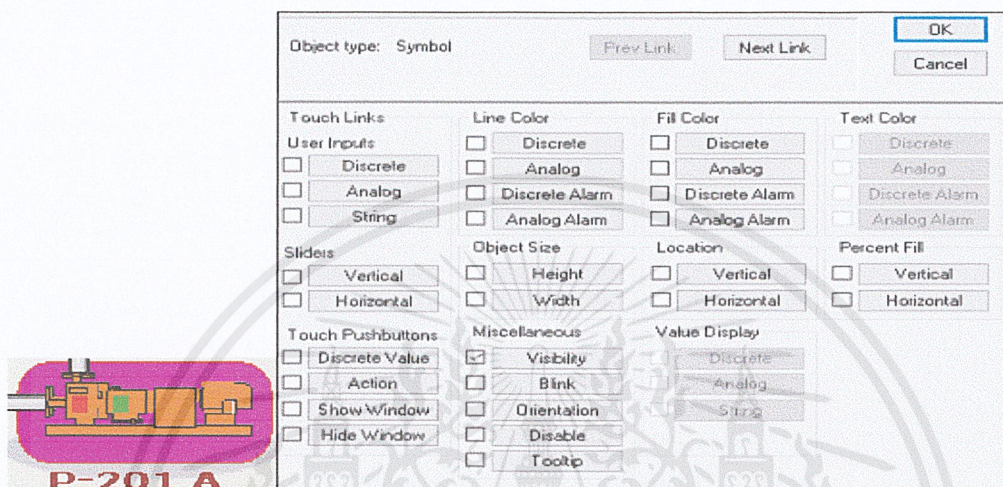 Object type: Symbol
Prev Link
Next Link
OK
Cancel
Touch Links
User Inputs
Discrete
Analog
String
Sliders
Vertical
Horizontal
Touch Pushbuttons
Discrete Value
Action
Show Window
Hide Window
Line Color
Discrete
Analog
Discrete Alarm
Analog Alarm
Object Size
Height
Width
Miscellaneous
Visibility
Blink
Orientation
Disable
Tooltip
Fill Color
Discrete
Analog
Discrete Alarm
Analog Alarm
Location
Vertical
Horizontal
Value Display
Discrete
Analog
String
Text Color
Discrete
Analog
Discrete Alarm
Analog Alarm
Percent Fill
Vertical
Horizontal
P-201 A